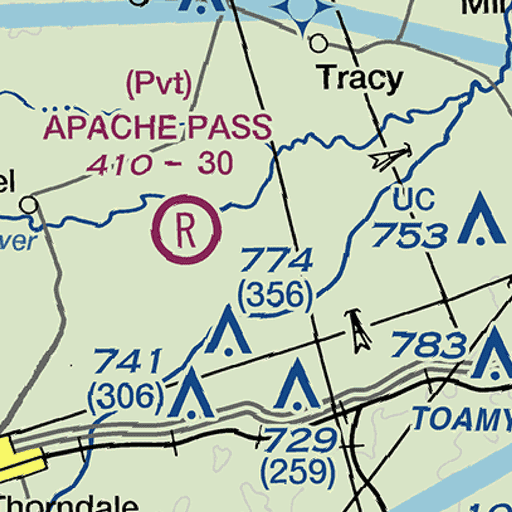 Tracy
(Pvt)
APACHE PASS
410 - 30
R
UC
753
774
(356)
741
(306)
783
729
(259)
TOAMY
Thorndale